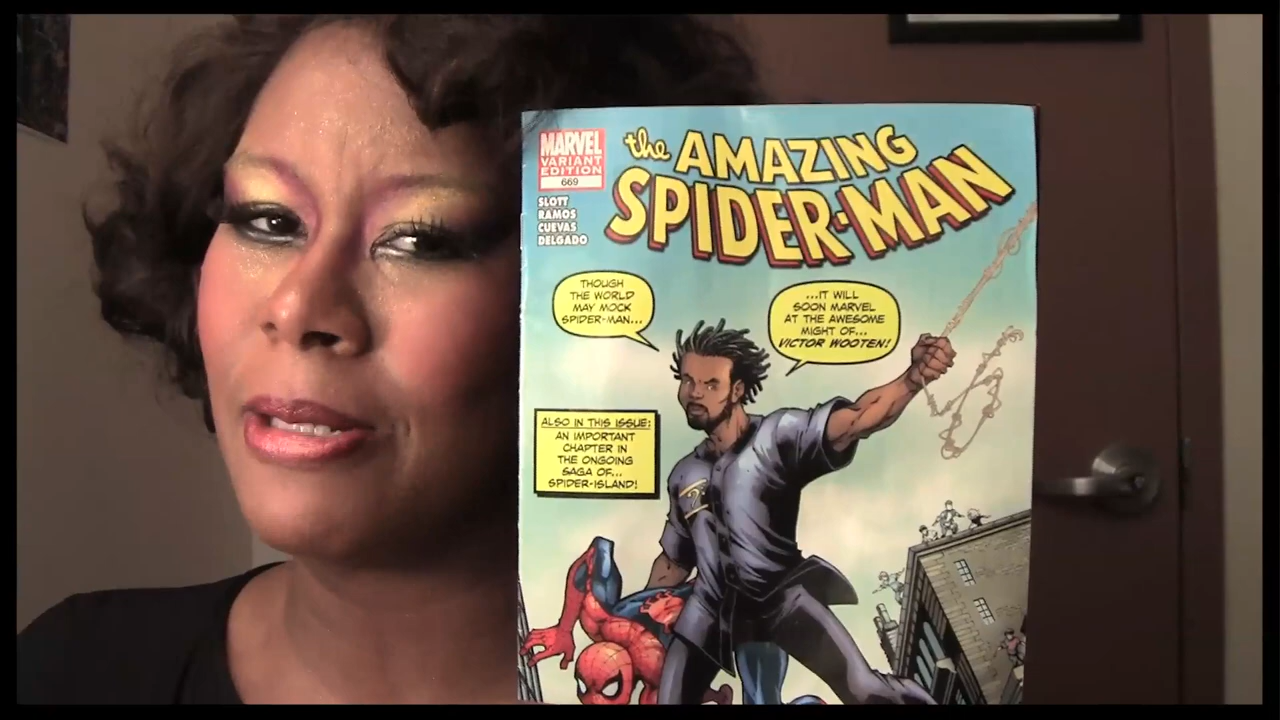 the AMAZING
SPIDER-MAN
MARVEL
VARIANT
EDITION
669
SLOTT
RAMOS
CUEVAS
DELGADO
THOUGH
THE WORLD
MAY MOCK
SPIDER-MAN...
...IT WILL
SOON MARVEL
AT THE AWESOME
MIGHT OF...
VICTOR WOOTEN!
ALSO IN THIS ISSUE:
AN IMPORTANT
CHAPTER IN
THE ONGOING
SAGA OF...
SPIDER-ISLAND!